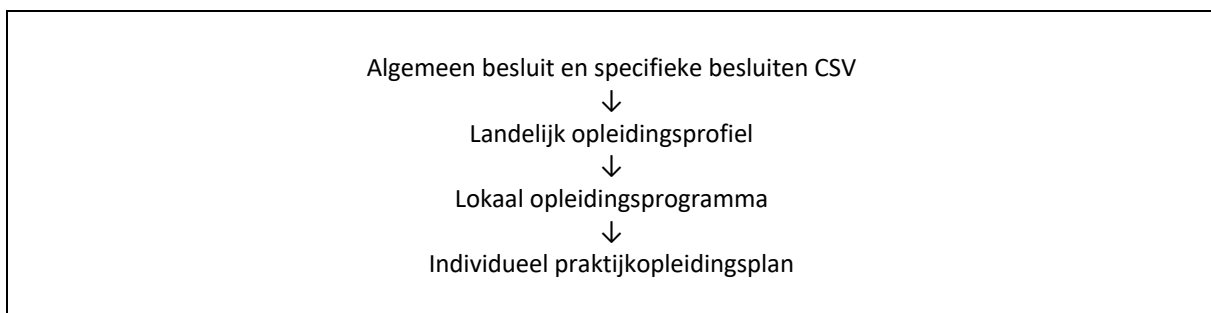 Algemeen besluit en specifieke besluiten CSV
↓
Landelijk opleidingsprofiel
↓
Lokaal opleidingsprogramma
↓
Individueel praktijkopleidingsplan